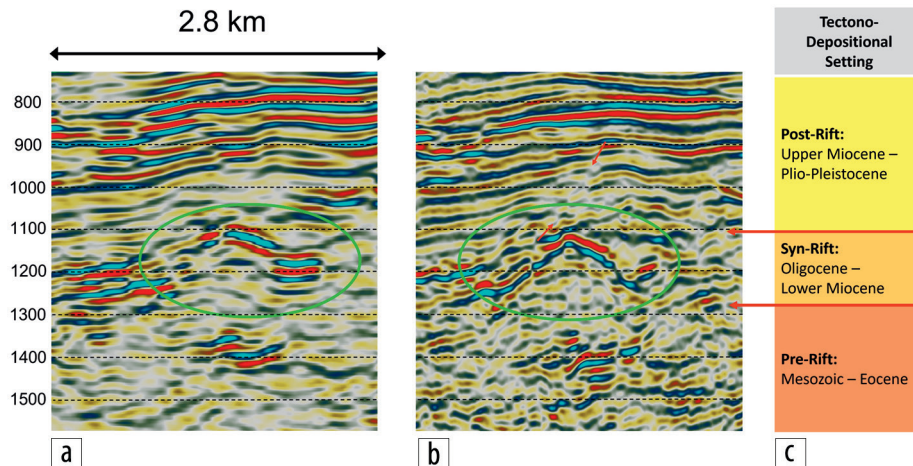 2.8 km
Tectono-
Depositional
Setting
800
900
1000
1100
1200
1300
1400
1500
Post-Rift:
Upper Miocene –
Plio-Pleistocene
Syn-Rift:
Oligocene –
Lower Miocene
Pre-Rift:
Mesozoic – Eocene
a
b
c